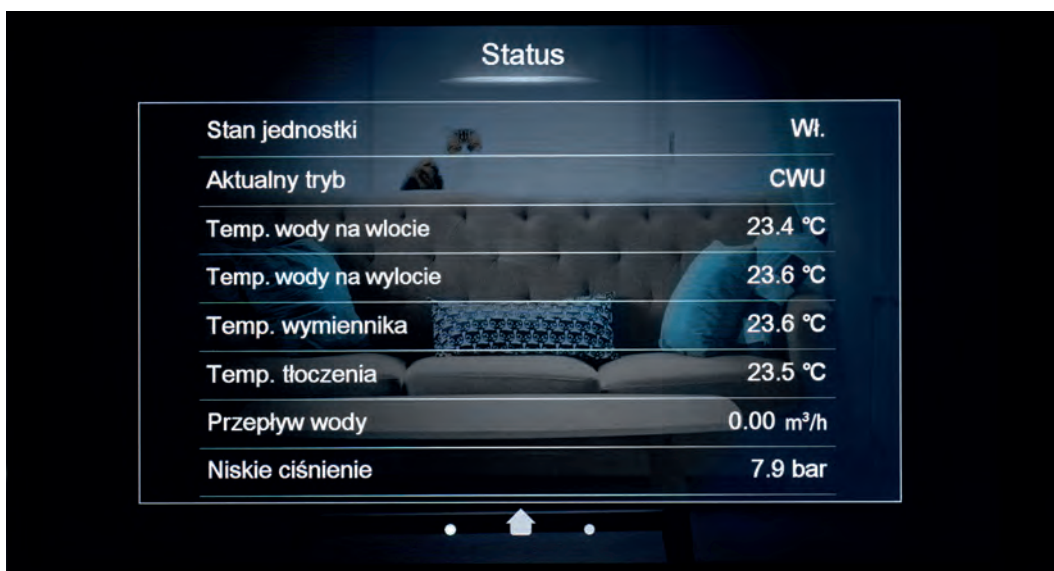 Status
Stan jednostki Wł.
Aktualny tryb CWU
Temp. wody na wlocie 23.4 ℃
Temp. wody na wylocie 23.6 ℃
Temp. wymiennika 23.6 ℃
Temp. tłoczenia 23.5 ℃
Przepływ wody 0.00 m³/h
Niskie ciśnienie 7.9 bar